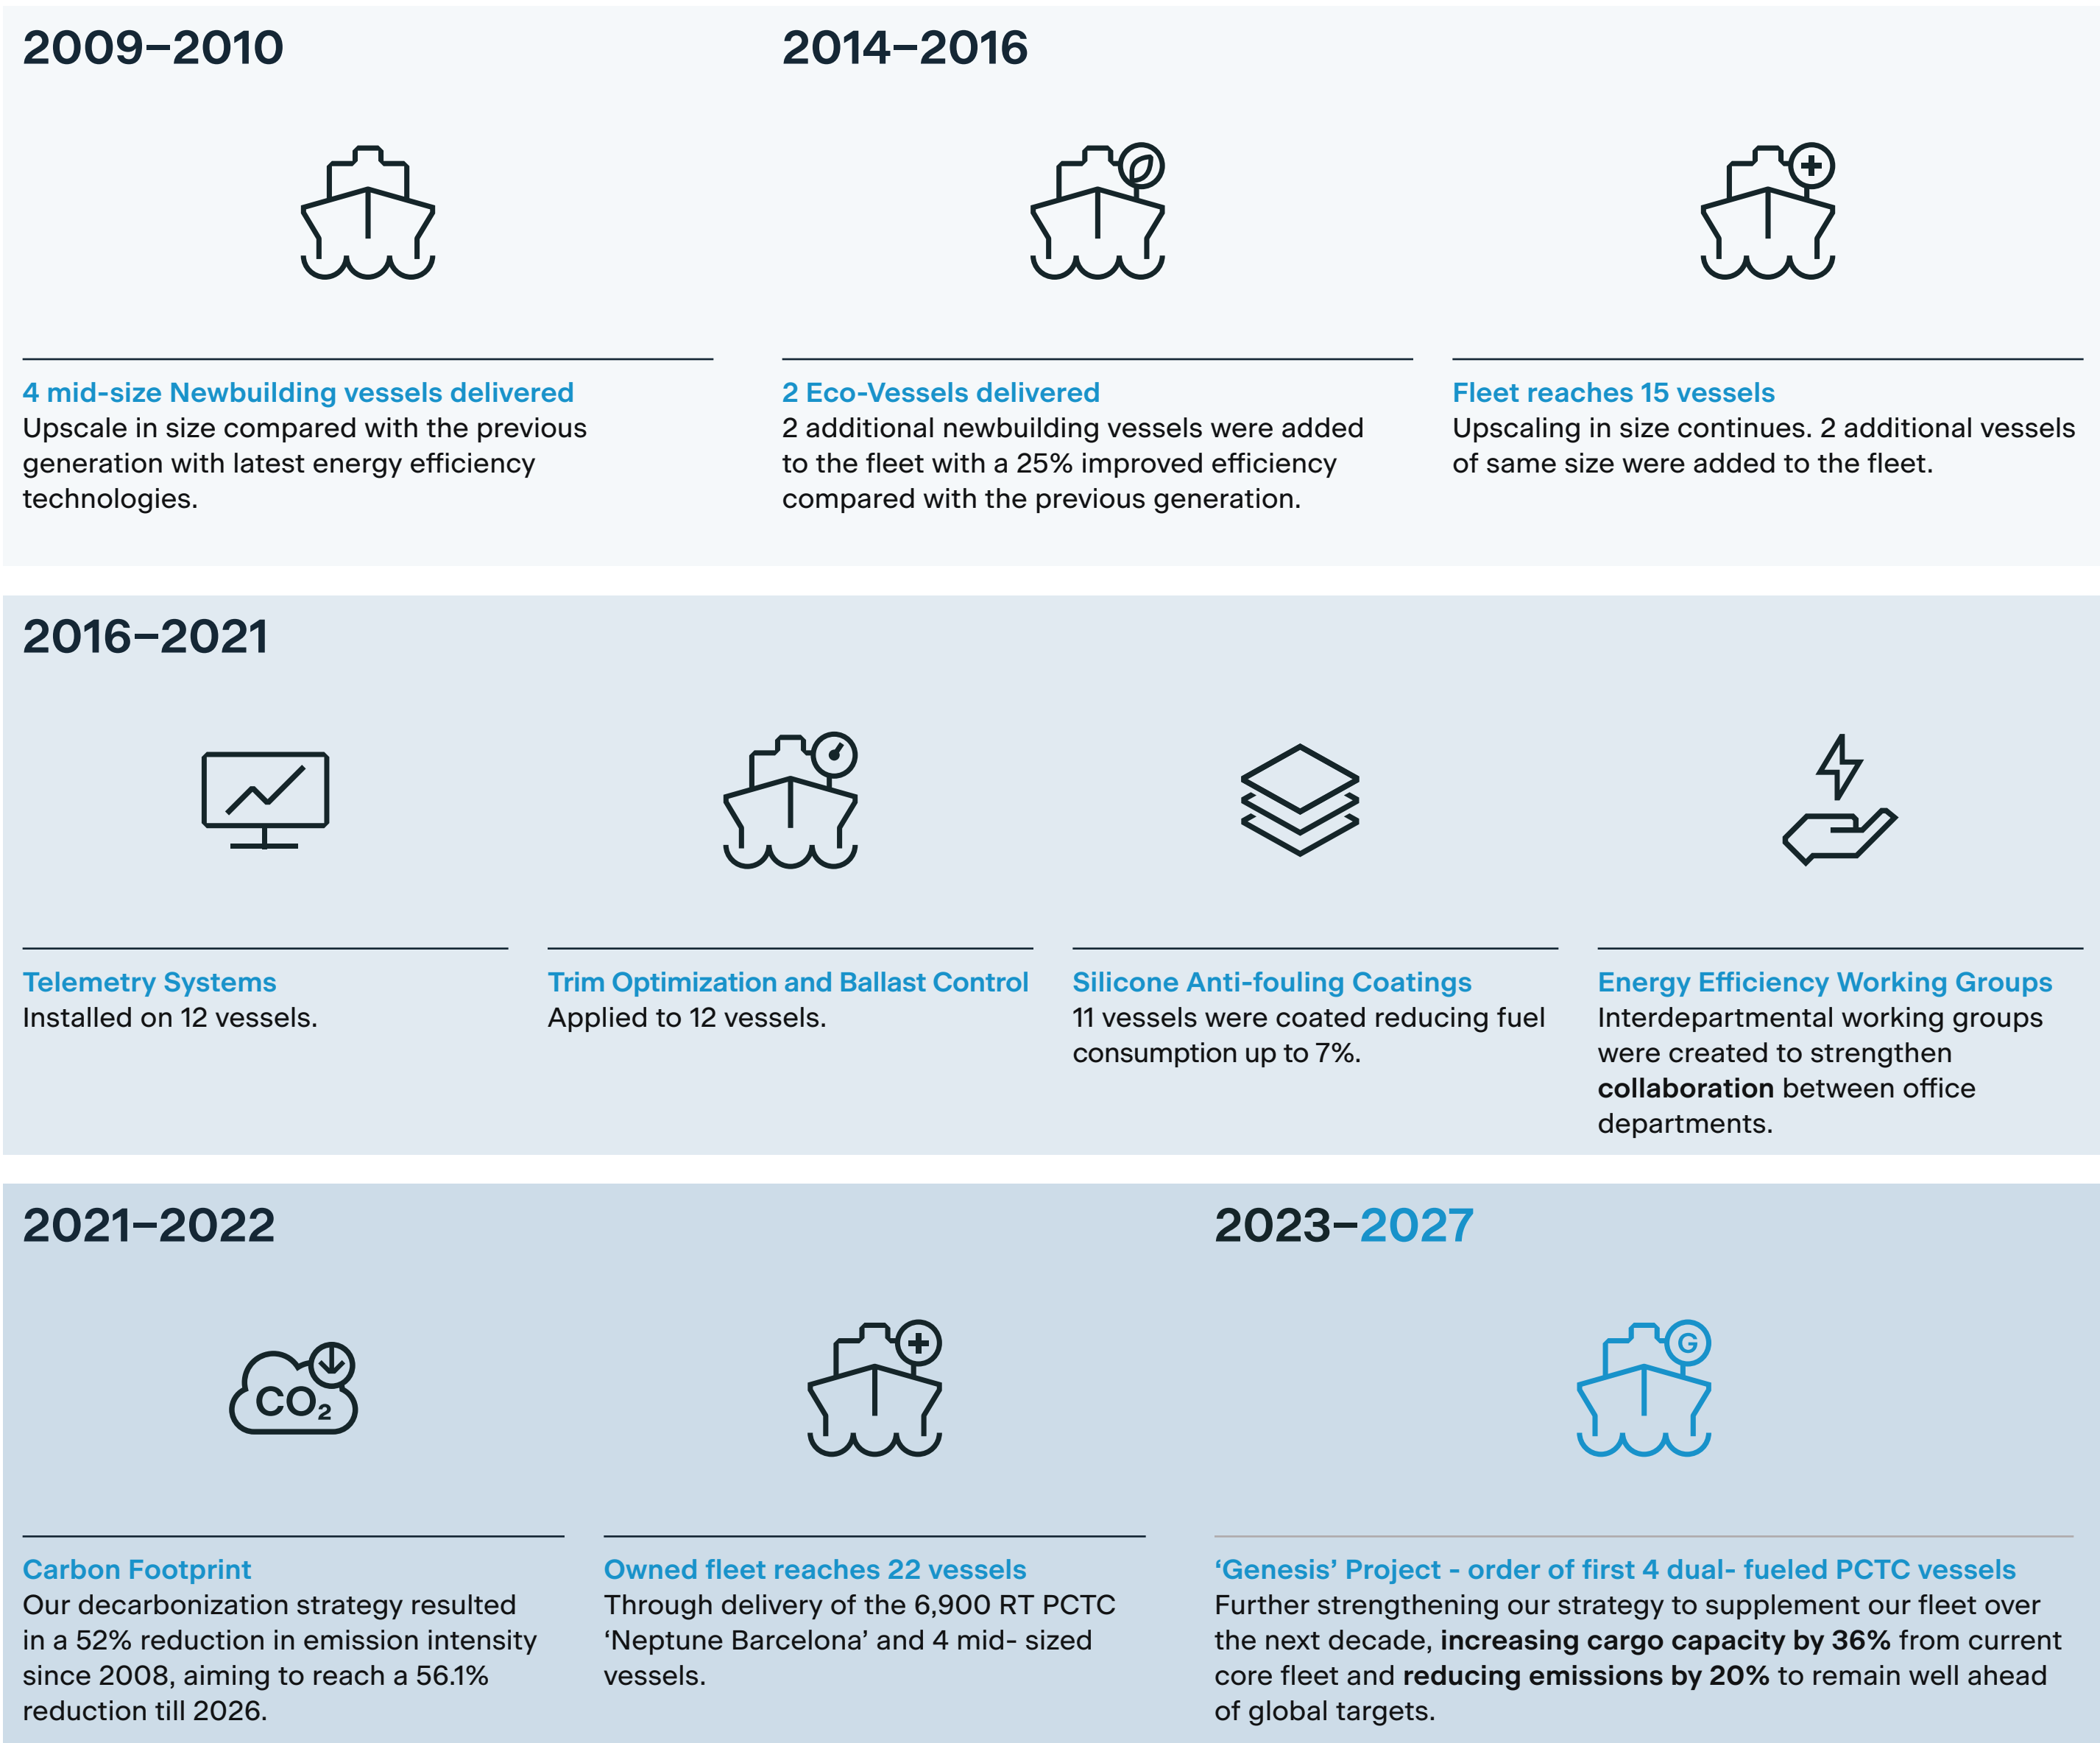 2009–2010
4 mid-size Newbuilding vessels delivered
Upscale in size compared with the previous
generation with latest energy efficiency
technologies.
2014–2016
2 Eco-Vessels delivered
2 additional newbuilding vessels were added
to the fleet with a 25% improved efficiency
compared with the previous generation.
Fleet reaches 15 vessels
Upscaling in size continues. 2 additional vessels
of same size were added to the fleet.
2016–2021
Telemetry Systems
Installed on 12 vessels.
Trim Optimization and Ballast Control
Applied to 12 vessels.
Silicone Anti-fouling Coatings
11 vessels were coated reducing fuel
consumption up to 7%.
Energy Efficiency Working Groups
Interdepartmental working groups
were created to strengthen
collaboration between office
departments.
2021–2022
CO₂
Carbon Footprint
Our decarbonization strategy resulted
in a 52% reduction in emission intensity
since 2008, aiming to reach a 56.1%
reduction till 2026.
Owned fleet reaches 22 vessels
Through delivery of the 6,900 RT PCTC
‘Neptune Barcelona’ and 4 mid- sized
vessels.
2023–2027
G
‘Genesis’ Project - order of first 4 dual- fueled PCTC vessels
Further strengthening our strategy to supplement our fleet over
the next decade, increasing cargo capacity by 36% from current
core fleet and reducing emissions by 20% to remain well ahead
of global targets.